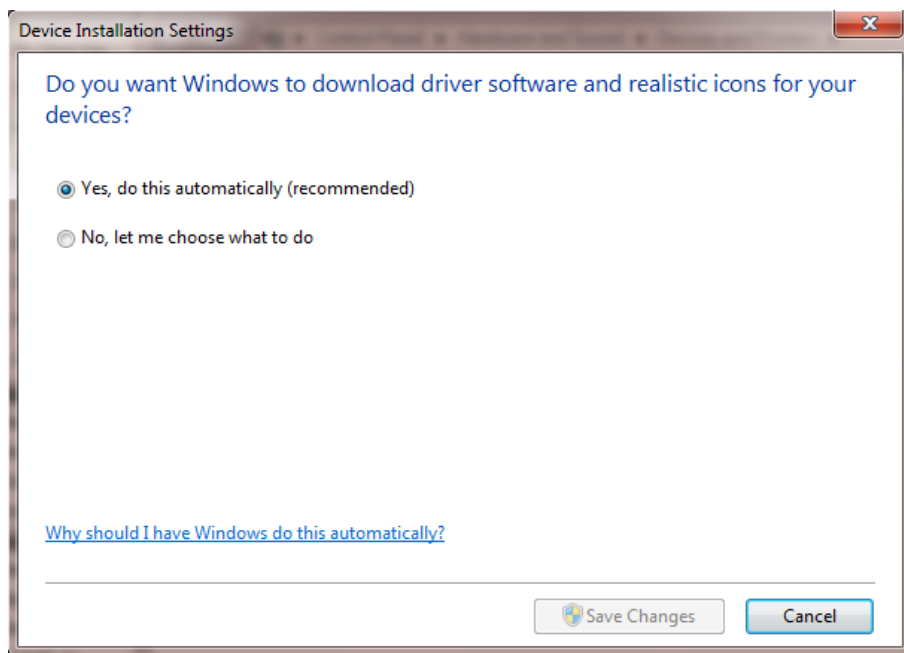 Device Installation Settings
Do you want Windows to download driver software and realistic icons for your
devices?
Yes, do this automatically (recommended)
No, let me choose what to do
Why should I have Windows do this automatically?
Save Changes
Cancel